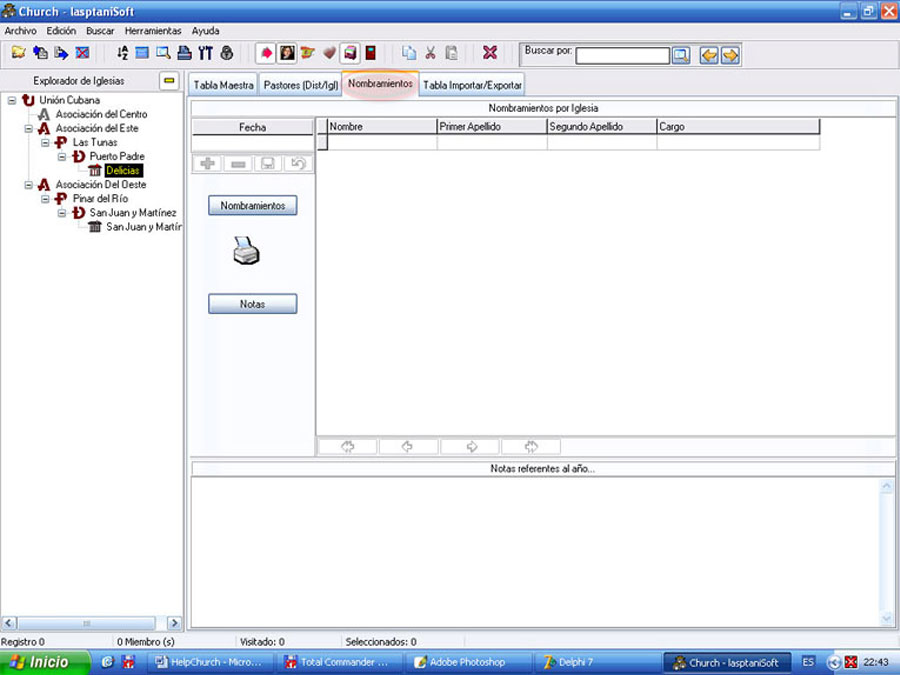 Church - IasptaniSoft
Archivo Edición Buscar Herramientas Ayuda
Buscar por:
Explorador de Iglesias
Unión Cubana
Asociación del Centro
Asociación del Este
Las Tunas
Puerto Padre
Delicias
Asociación Del Oeste
Pinar del Río
San Juan y Martínez
San Juan y Martír
Tabla Maestra Pastores (Dist/Igl) Nombramientos Tabla Importar/Exportar
Nombramientos por Iglesia
Fecha
Nombre Primer Apellido Segundo Apellido Cargo
Nombramientos
Notas
Notas referentes al año...
Registro 0 0 Miembro (s) Visitado: 0 Seleccionados: 0
Inicio HelpChurch - Micro... Total Commander ... Adobe Photoshop Delphi 7 Church - IasptaniSoft ES 22:43